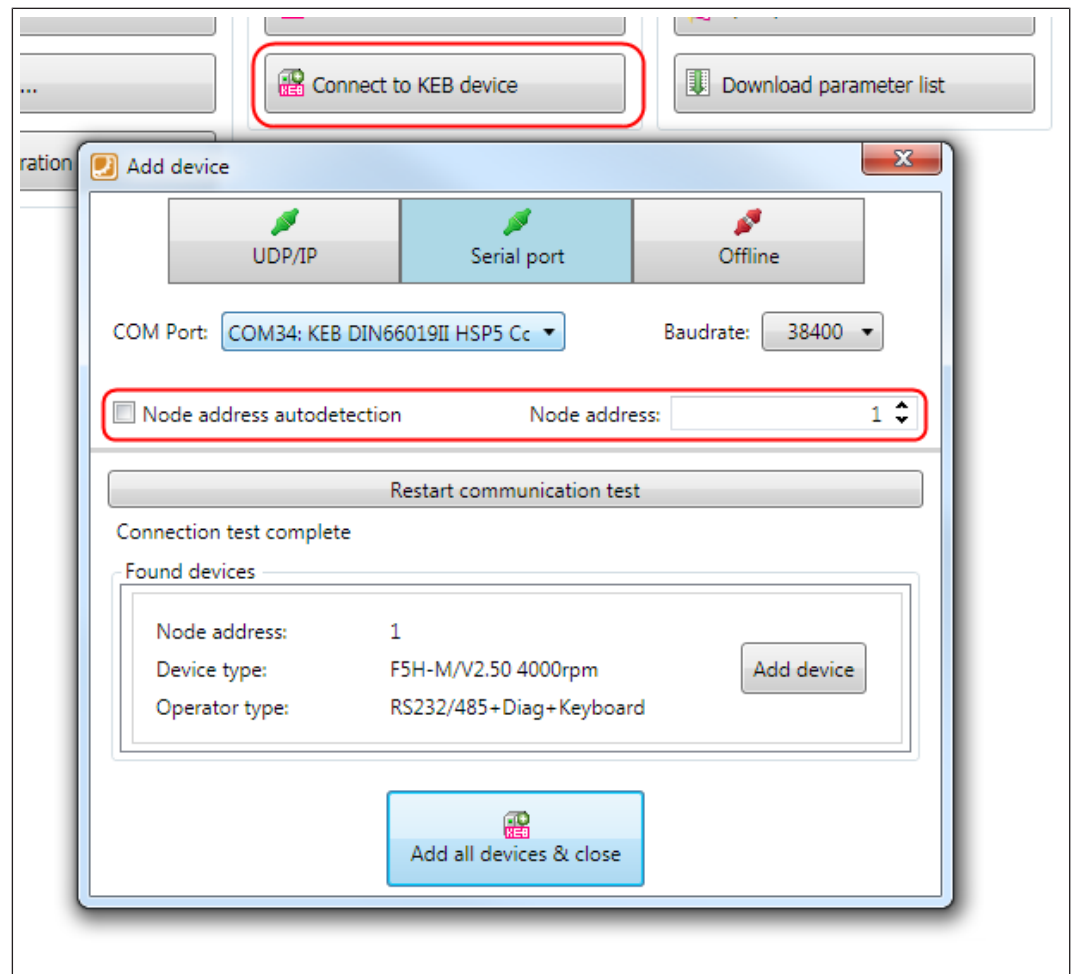 ...
Connect to KEB device
Download parameter list
ration
Add device
UDP/IP
Serial port
Offline
COM Port: COM34: KEB DIN66019II HSP5 Cc
Baudrate: 38400
Node address autodetection
Node address: 1
Restart communication test
Connection test complete
Found devices
Node address: 1
Device type: F5H-M/V2.50 4000rpm
Add device
Operator type: RS232/485+Diag+Keyboard
KEB
Add all devices & close